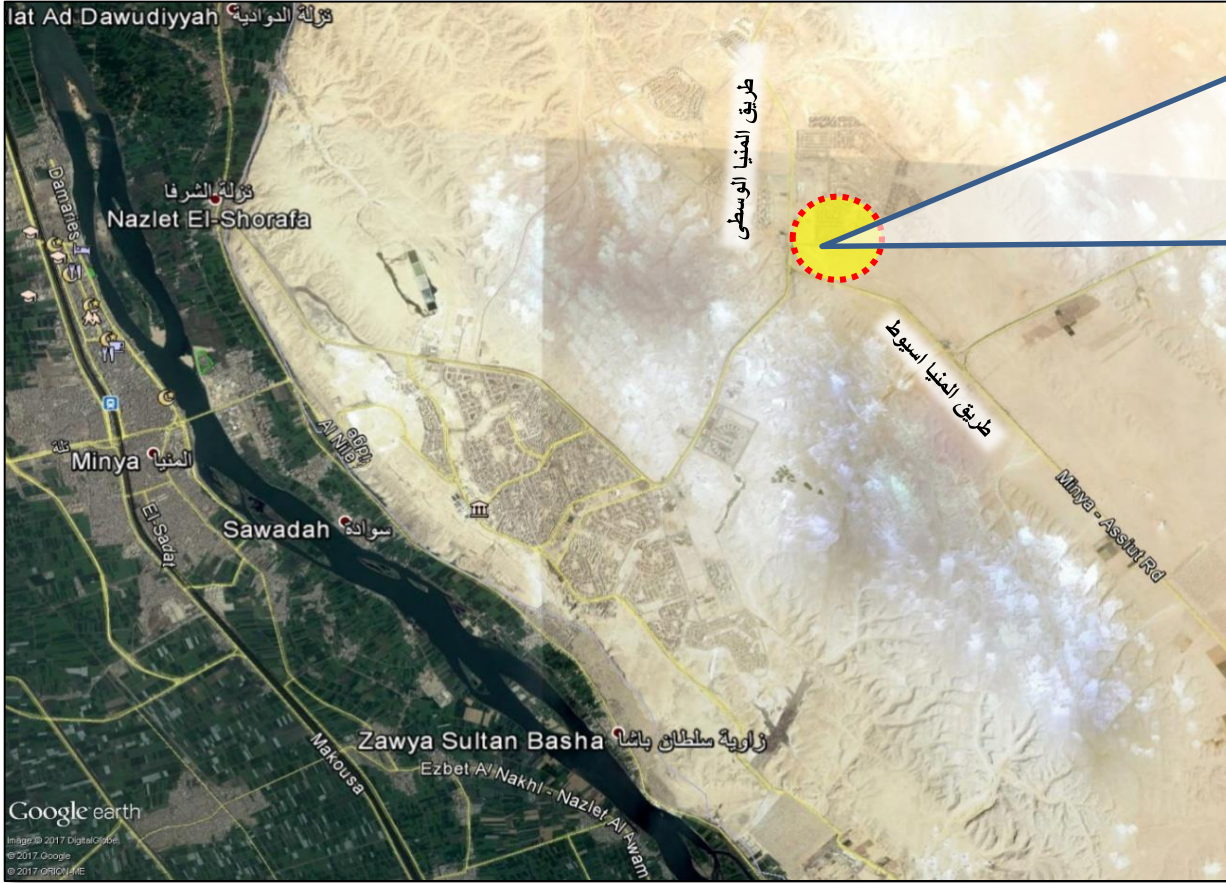 lat Ad Dawudiyyah نزلة الدوادية
طريق المنيا الوسطى
Damaries
نزلة الشرفا
Nazlet El-Shorafa
طريق المنيا اسيوط
Al Nile
تلة
Minya المنيا
Minya - Assiut Rd
El-Sadat
Sawadah سوادة
Zawya Sultan Basha زاوية سلطان باشا
Makousa
Ezbet A/ Nakhl - Nazlet Al Awam
Google earth
Image © 2017 DigitalGlobe
© 2017 Google
© 2017 ORION-ME